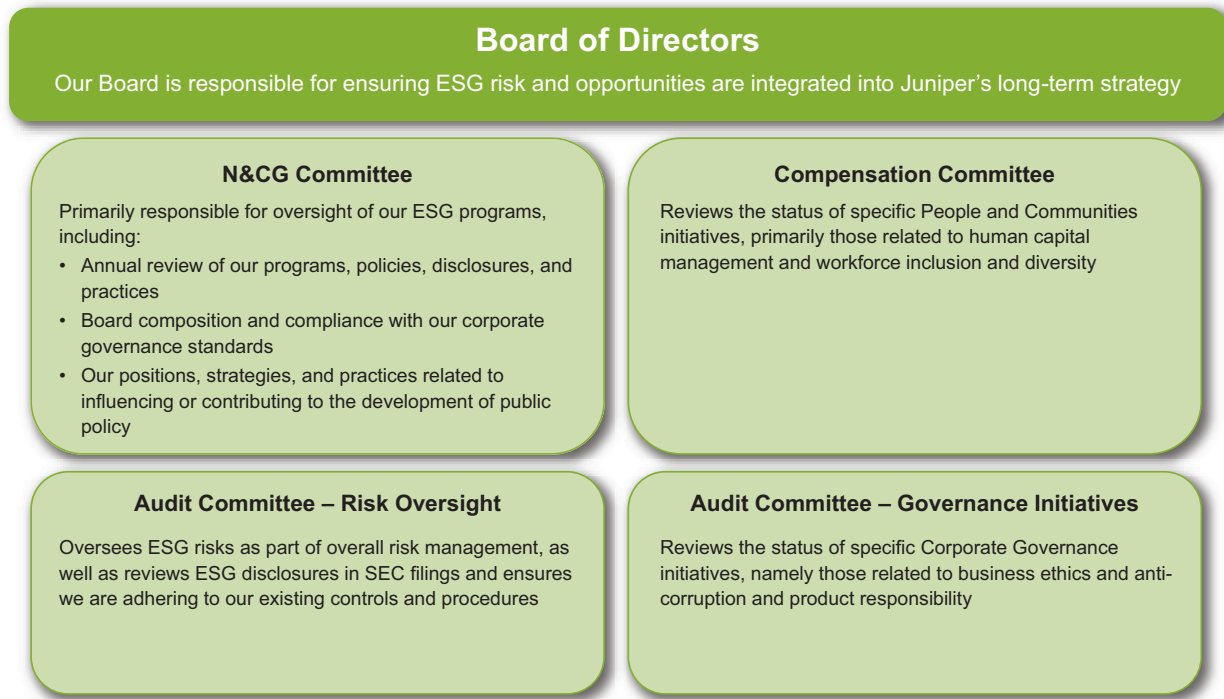 Board of Directors
Our Board is responsible for ensuring ESG risk and opportunities are integrated into Juniper’s long-term strategy
N&CG Committee
Primarily responsible for oversight of our ESG programs,
including:
• Annual review of our programs, policies, disclosures, and
practices
• Board composition and compliance with our corporate
governance standards
• Our positions, strategies, and practices related to
influencing or contributing to the development of public
policy
Compensation Committee
Reviews the status of specific People and Communities
initiatives, primarily those related to human capital
management and workforce inclusion and diversity
Audit Committee – Risk Oversight
Oversees ESG risks as part of overall risk management, as
well as reviews ESG disclosures in SEC filings and ensures
we are adhering to our existing controls and procedures
Audit Committee – Governance Initiatives
Reviews the status of specific Corporate Governance
initiatives, namely those related to business ethics and anti-
corruption and product responsibility